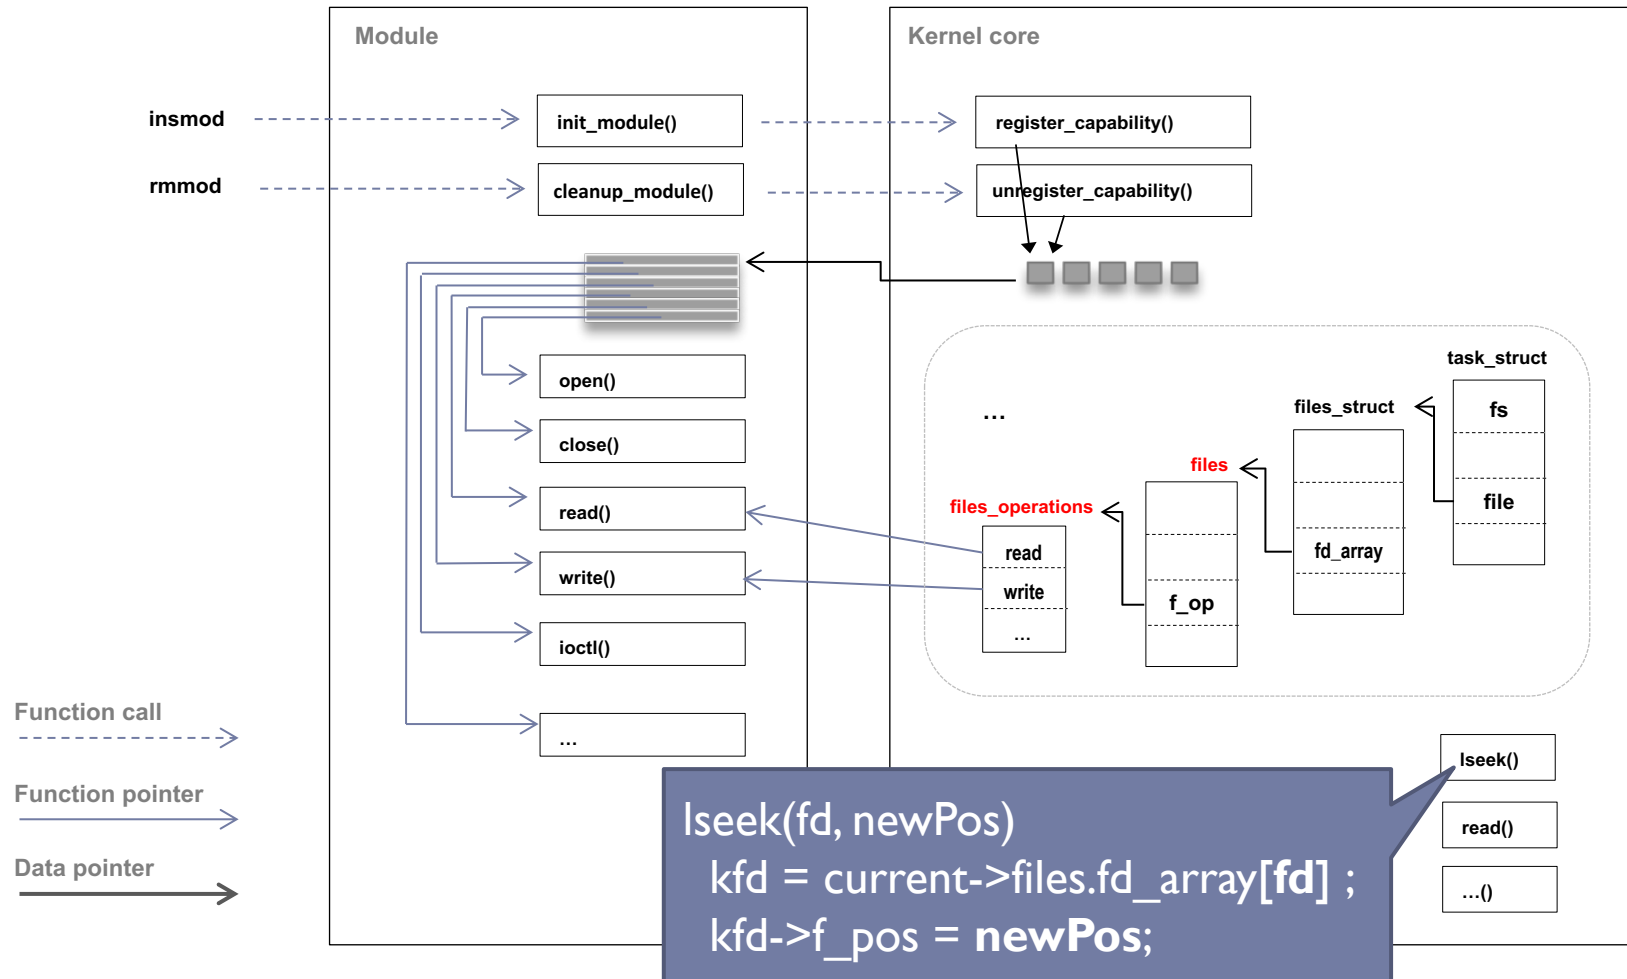 Module
Kernel core
insmod
init_module()
register_capability()
rmmod
cleanup_module()
unregister_capability()
open()
close()
read()
write()
ioctl()
…
task_struct
fs
file
files_struct
fd_array
files
f_op
…
files_operations
read
write
...
Function call
Function pointer
Data pointer
lseek()
read()
…()
lseek(fd, newPos)
kfd = current->files.fd_array[fd] ;
kfd->f_pos = newPos;